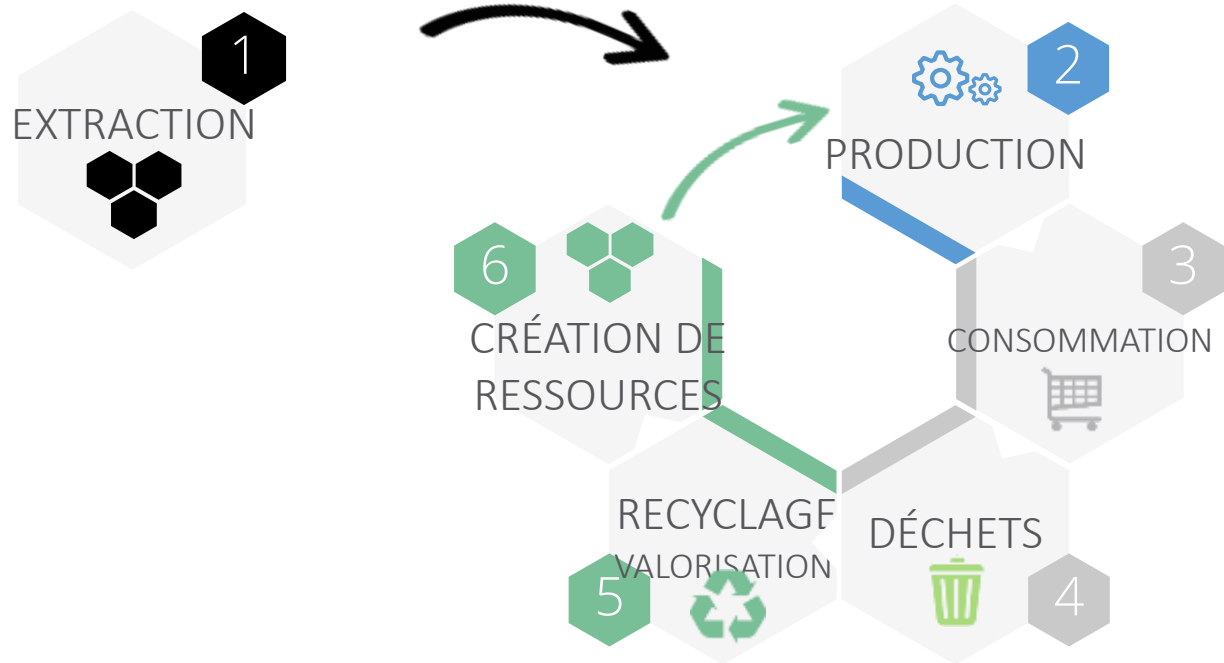 1
EXTRACTION
2
PRODUCTION
3
CONSOMMATION
4
DÉCHETS
5
RECYCLAGE
VALORISATION
6
CRÉATION DE
RESSOURCES